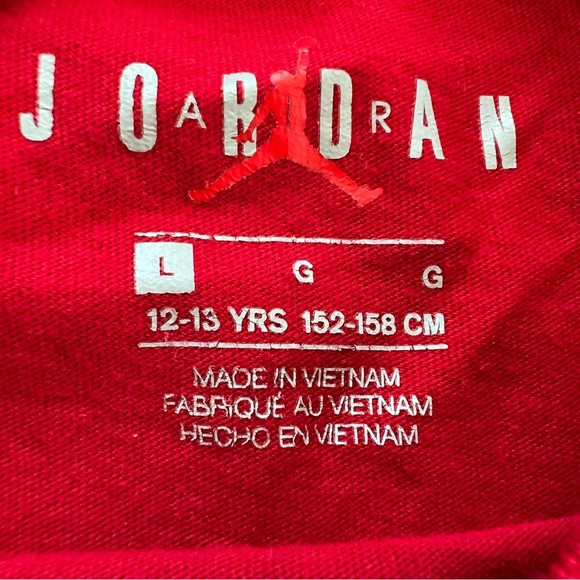 JORDAN
AIR
L G G
12-13 YRS 152-158 CM
MADE IN VIETNAM
FABRIQUÉ AU VIETNAM
HECHO EN VIETNAM